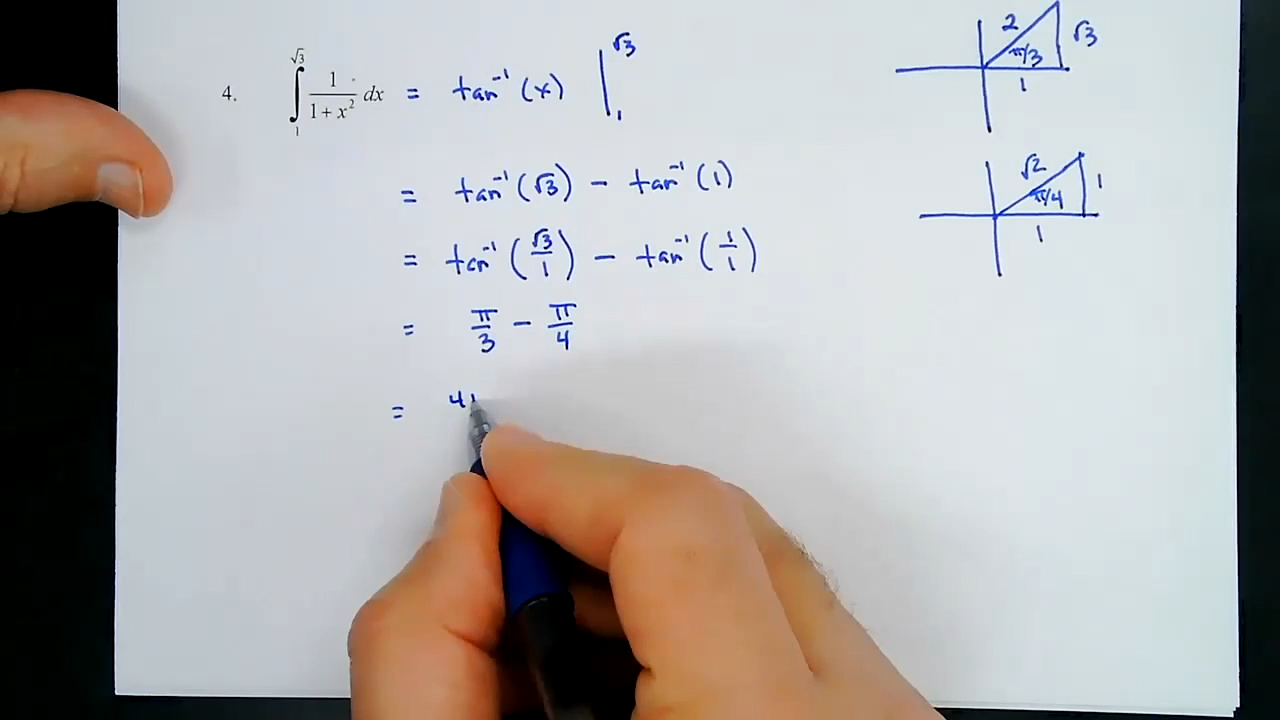 4. ∫₁^√3 1/(1+x²) dx = tan⁻¹(x) |₁^√3
= tan⁻¹(√3) − tan⁻¹(1)
= tan⁻¹(√3/1) − tan⁻¹(1/1)
= π/3 − π/4
= 4
2 √3
π/3
1
√2 1
π/4
1